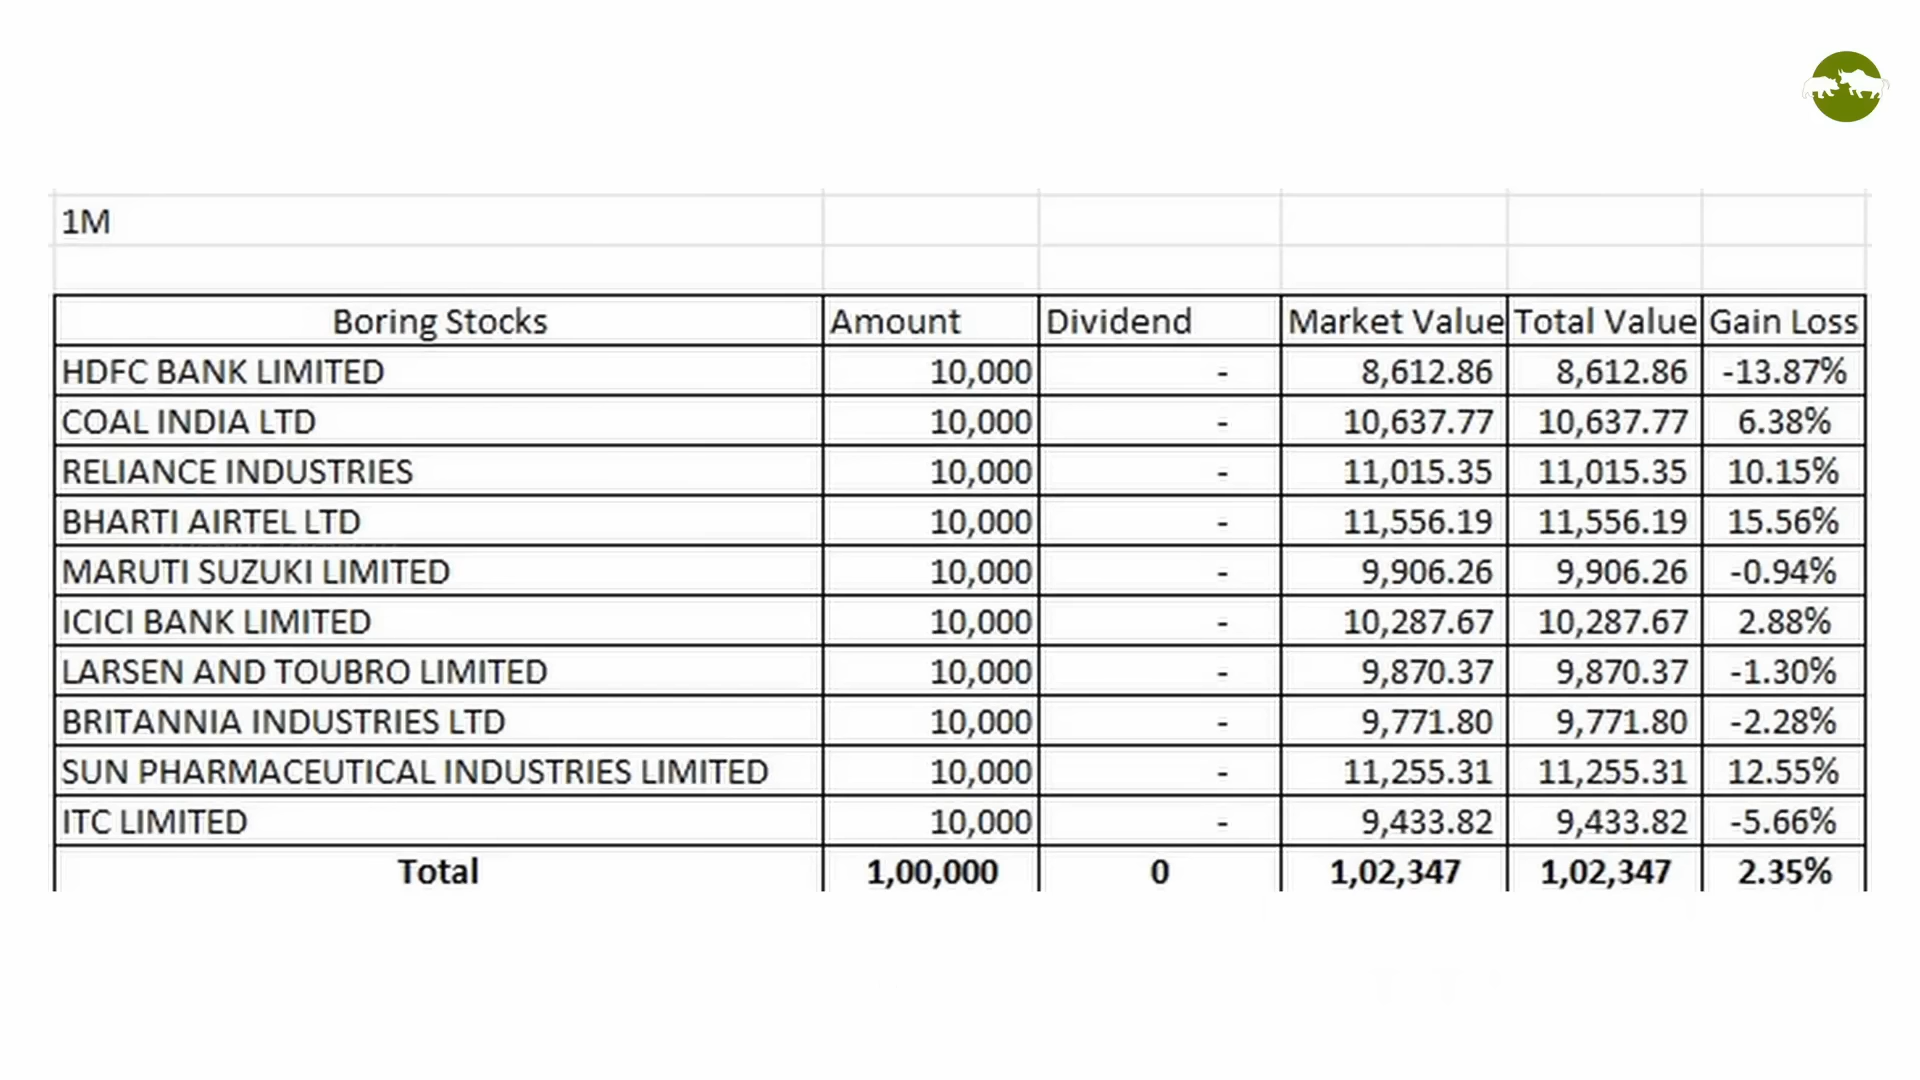 1M
Boring Stocks Amount Dividend Market Value Total Value Gain Loss
HDFC BANK LIMITED 10,000 - 8,612.86 8,612.86 -13.87%
COAL INDIA LTD 10,000 - 10,637.77 10,637.77 6.38%
RELIANCE INDUSTRIES 10,000 - 11,015.35 11,015.35 10.15%
BHARTI AIRTEL LTD 10,000 - 11,556.19 11,556.19 15.56%
MARUTI SUZUKI LIMITED 10,000 - 9,906.26 9,906.26 -0.94%
ICICI BANK LIMITED 10,000 - 10,287.67 10,287.67 2.88%
LARSEN AND TOUBRO LIMITED 10,000 - 9,870.37 9,870.37 -1.30%
BRITANNIA INDUSTRIES LTD 10,000 - 9,771.80 9,771.80 -2.28%
SUN PHARMACEUTICAL INDUSTRIES LIMITED 10,000 - 11,255.31 11,255.31 12.55%
ITC LIMITED 10,000 - 9,433.82 9,433.82 -5.66%
Total 1,00,000 0 1,02,347 1,02,347 2.35%